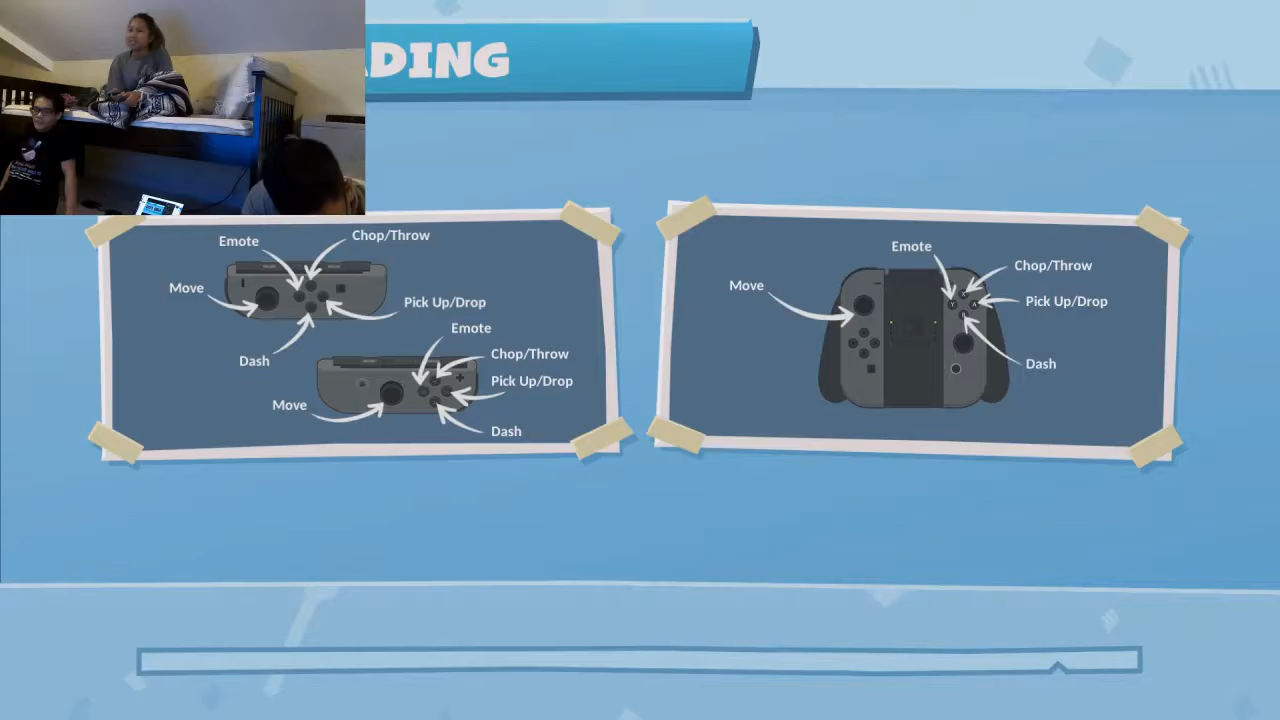 DING
Emote
Chop/Throw
Move
Pick Up/Drop
Dash
Emote
Chop/Throw
Pick Up/Drop
Move
Dash
Emote
Chop/Throw
Move
Pick Up/Drop
Dash